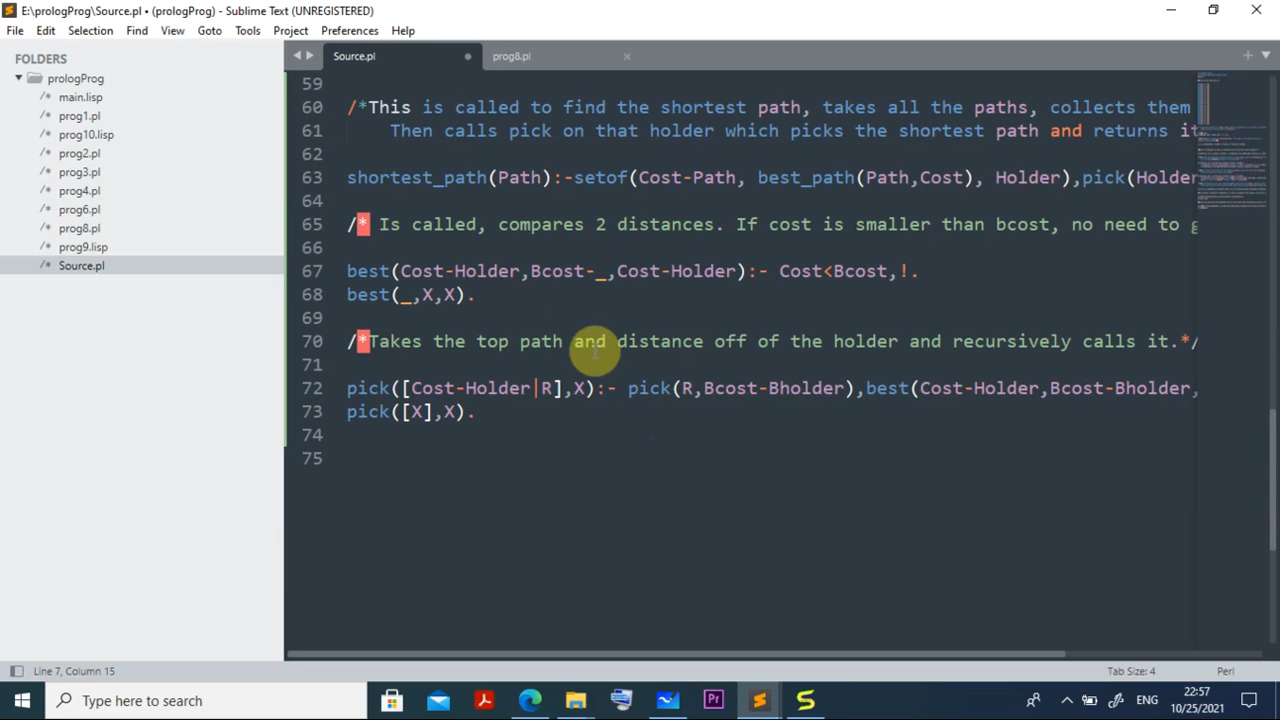 E:\prologProg\Source.pl • (prologProg) - Sublime Text (UNREGISTERED)
File Edit Selection Find View Goto Tools Project Preferences Help
FOLDERS
prologProg
/* main.lisp
/* prog1.pl
/* prog10.lisp
/* prog2.pl
/* prog3.pl
/* prog4.pl
/* prog6.pl
/* prog8.pl
/* prog9.lisp
/* Source.pl
Source.pl
prog8.pl
59
60 /*This is called to find the shortest path, takes all the paths, collects them
61 Then calls pick on that holder which picks the shortest path and returns it
62
63 shortest_path(Path):-setof(Cost-Path, best_path(Path,Cost), Holder),pick(Holder
64
65 /* Is called, compares 2 distances. If cost is smaller than bcost, no need to g
66
67 best(Cost-Holder,Bcost-_,Cost-Holder):- Cost<Bcost,!.
68 best(_,X,X).
69
70 /*Takes the top path and distance off of the holder and recursively calls it.*/
71
72 pick([Cost-Holder|R],X):- pick(R,Bcost-Bholder),best(Cost-Holder,Bcost-Bholder,
73 pick([X],X).
74
75
Line 7, Column 15
Tab Size: 4
Perl
Type here to search
ENG
22:57
10/25/2021